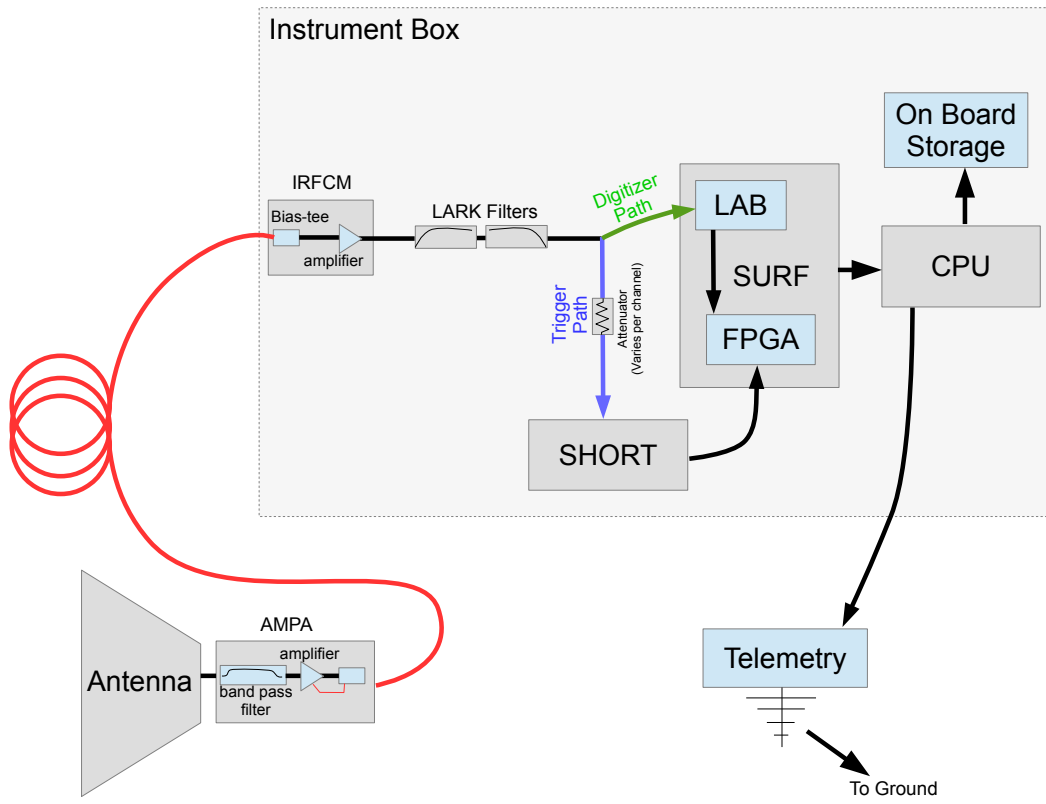 Instrument Box
On Board
Storage
IRFCM
Bias-tee
amplifier
LARK Filters
Digitizer
Path
LAB
SURF
FPGA
CPU
Trigger
Path
Attenuator
(Varies per channel)
SHORT
AMPA
amplifier
band pass
filter
Antenna
Telemetry
To Ground